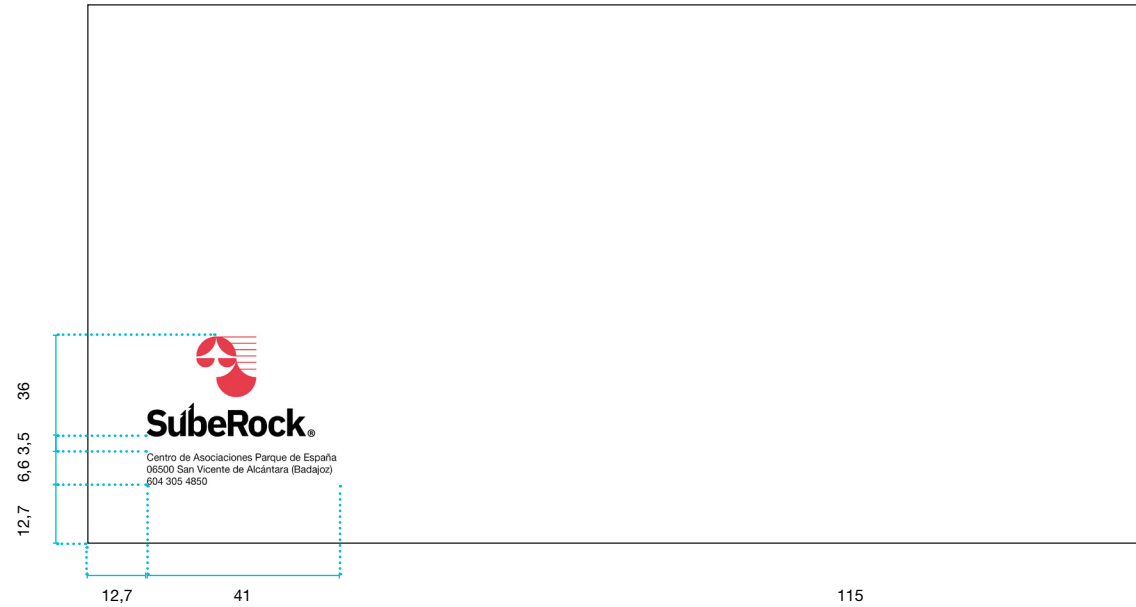 36
3,5
6,6
12,7
SubeRock®
Centro de Asociaciones Parque de España
06500 San Vicente de Alcántara (Badajoz)
604 305 4850
12,7
41
115